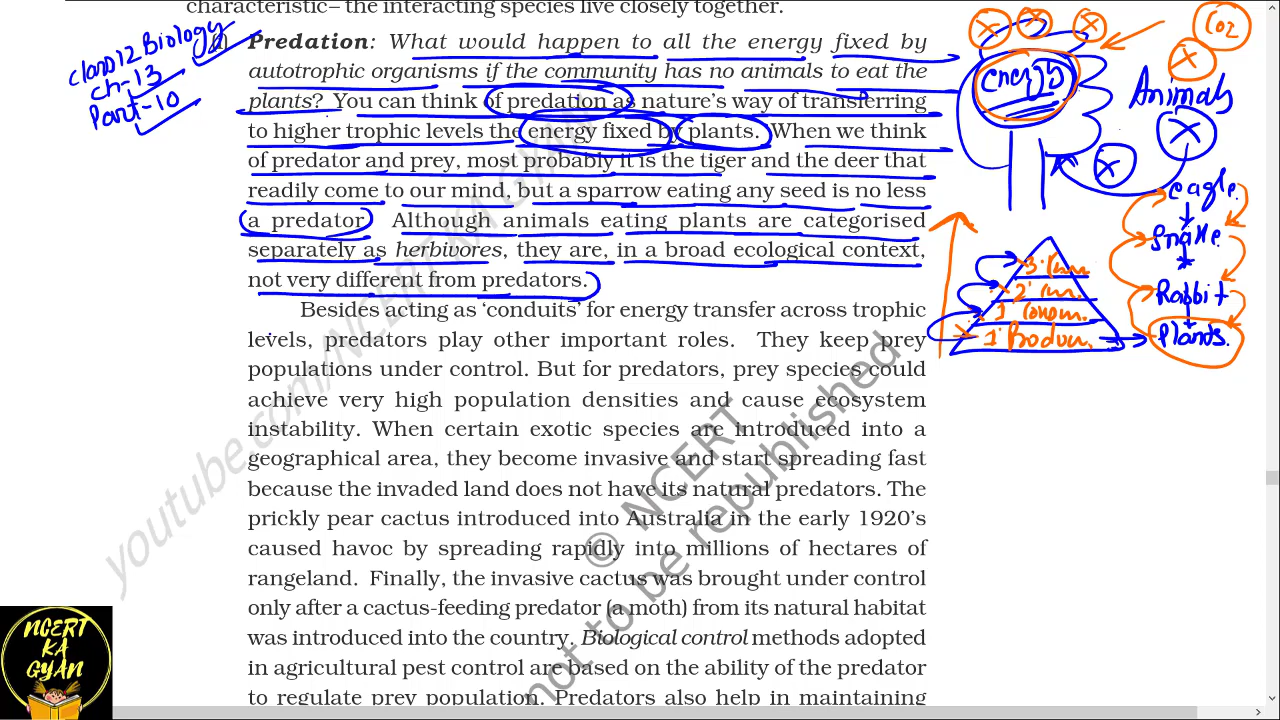 characteristic– the interacting species live closely together.
(i) Predation: What would happen to all the energy fixed by
autotrophic organisms if the community has no animals to eat the
plants? You can think of predation as nature's way of transferring
to higher trophic levels the energy fixed by plants. When we think
of predator and prey, most probably it is the tiger and the deer that
readily come to our mind, but a sparrow eating any seed is no less
a predator. Although animals eating plants are categorised
separately as herbivores, they are, in a broad ecological context,
not very different from predators.
Besides acting as ‘conduits’ for energy transfer across trophic
levels, predators play other important roles. They keep prey
populations under control. But for predators, prey species could
achieve very high population densities and cause ecosystem
instability. When certain exotic species are introduced into a
geographical area, they become invasive and start spreading fast
because the invaded land does not have its natural predators. The
prickly pear cactus introduced into Australia in the early 1920’s
caused havoc by spreading rapidly into millions of hectares of
rangeland. Finally, the invasive cactus was brought under control
only after a cactus-feeding predator (a moth) from its natural habitat
was introduced into the country. Biological control methods adopted
in agricultural pest control are based on the ability of the predator
to regulate prey population. Predators also help in maintaining
Class 12 Biology
Ch-13
Part-10
CO2
energy
Animals
eagle
Snake
Rabbit
Plants
2° Con.
1° Consm.
1° Producer
youtube.com/NCERT KA GYAN
© NCERT
not to be republished
NCERT
KA
GYAN